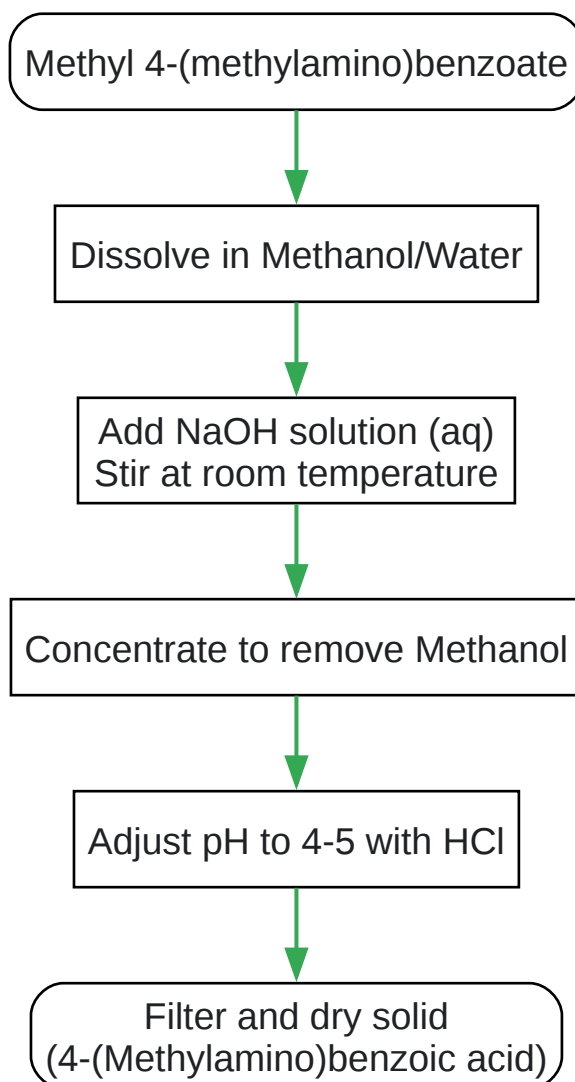 Methyl 4-(methylamino)benzoate
Dissolve in Methanol/Water
Add NaOH solution (aq)
Stir at room temperature
Concentrate to remove Methanol
Adjust pH to 4-5 with HCl
Filter and dry solid
(4-(Methylamino)benzoic acid)